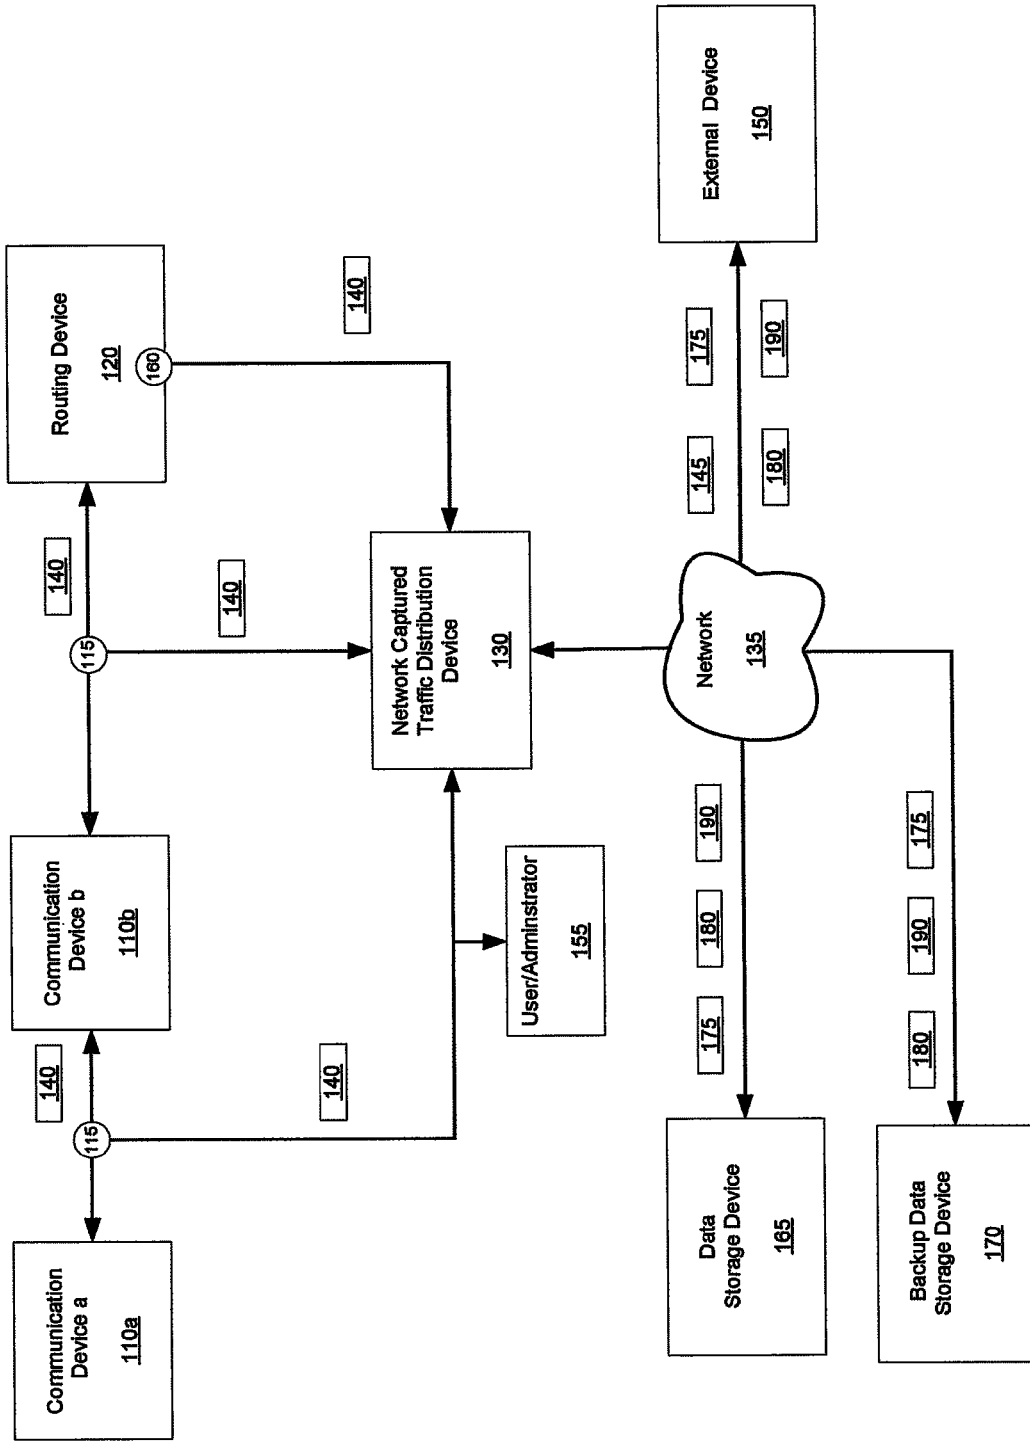 Communication
Device a
110a
115
140
Communication
Device b
110b
115
140
Routing Device
120
160
140
140
140
Network Captured
Traffic Distribution
Device
130
User/Adminstrator
155
Network
135
175
180
190
145
175
180
190
External Device
150
Data
Storage Device
165
180
190
175
Backup Data
Storage Device
170